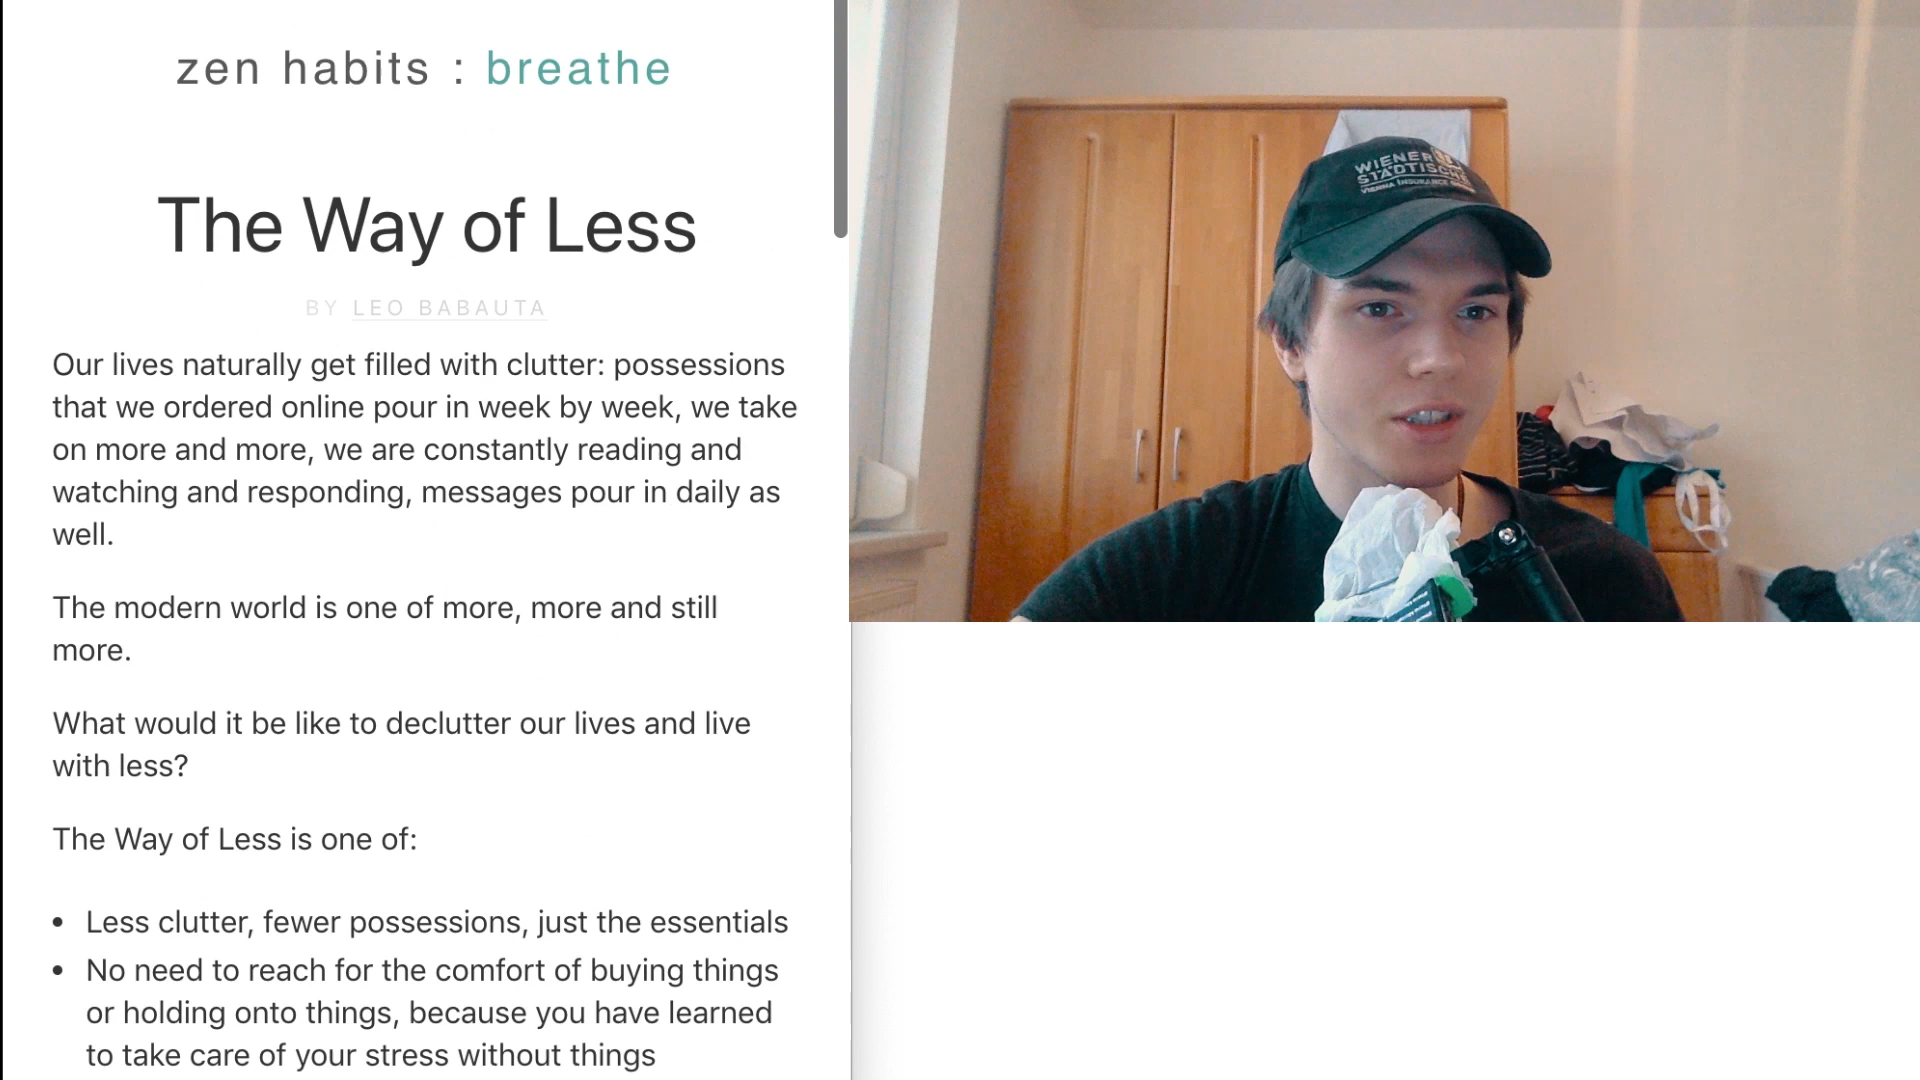 zen habits : breathe
The Way of Less
BY LEO BABAUTA
Our lives naturally get filled with clutter: possessions
that we ordered online pour in week by week, we take
on more and more, we are constantly reading and
watching and responding, messages pour in daily as
well.
The modern world is one of more, more and still
more.
What would it be like to declutter our lives and live
with less?
The Way of Less is one of:
• Less clutter, fewer possessions, just the essentials
• No need to reach for the comfort of buying things
or holding onto things, because you have learned
to take care of your stress without things
WIENER
STÄDTISCHE
VIENNA INSURANCE